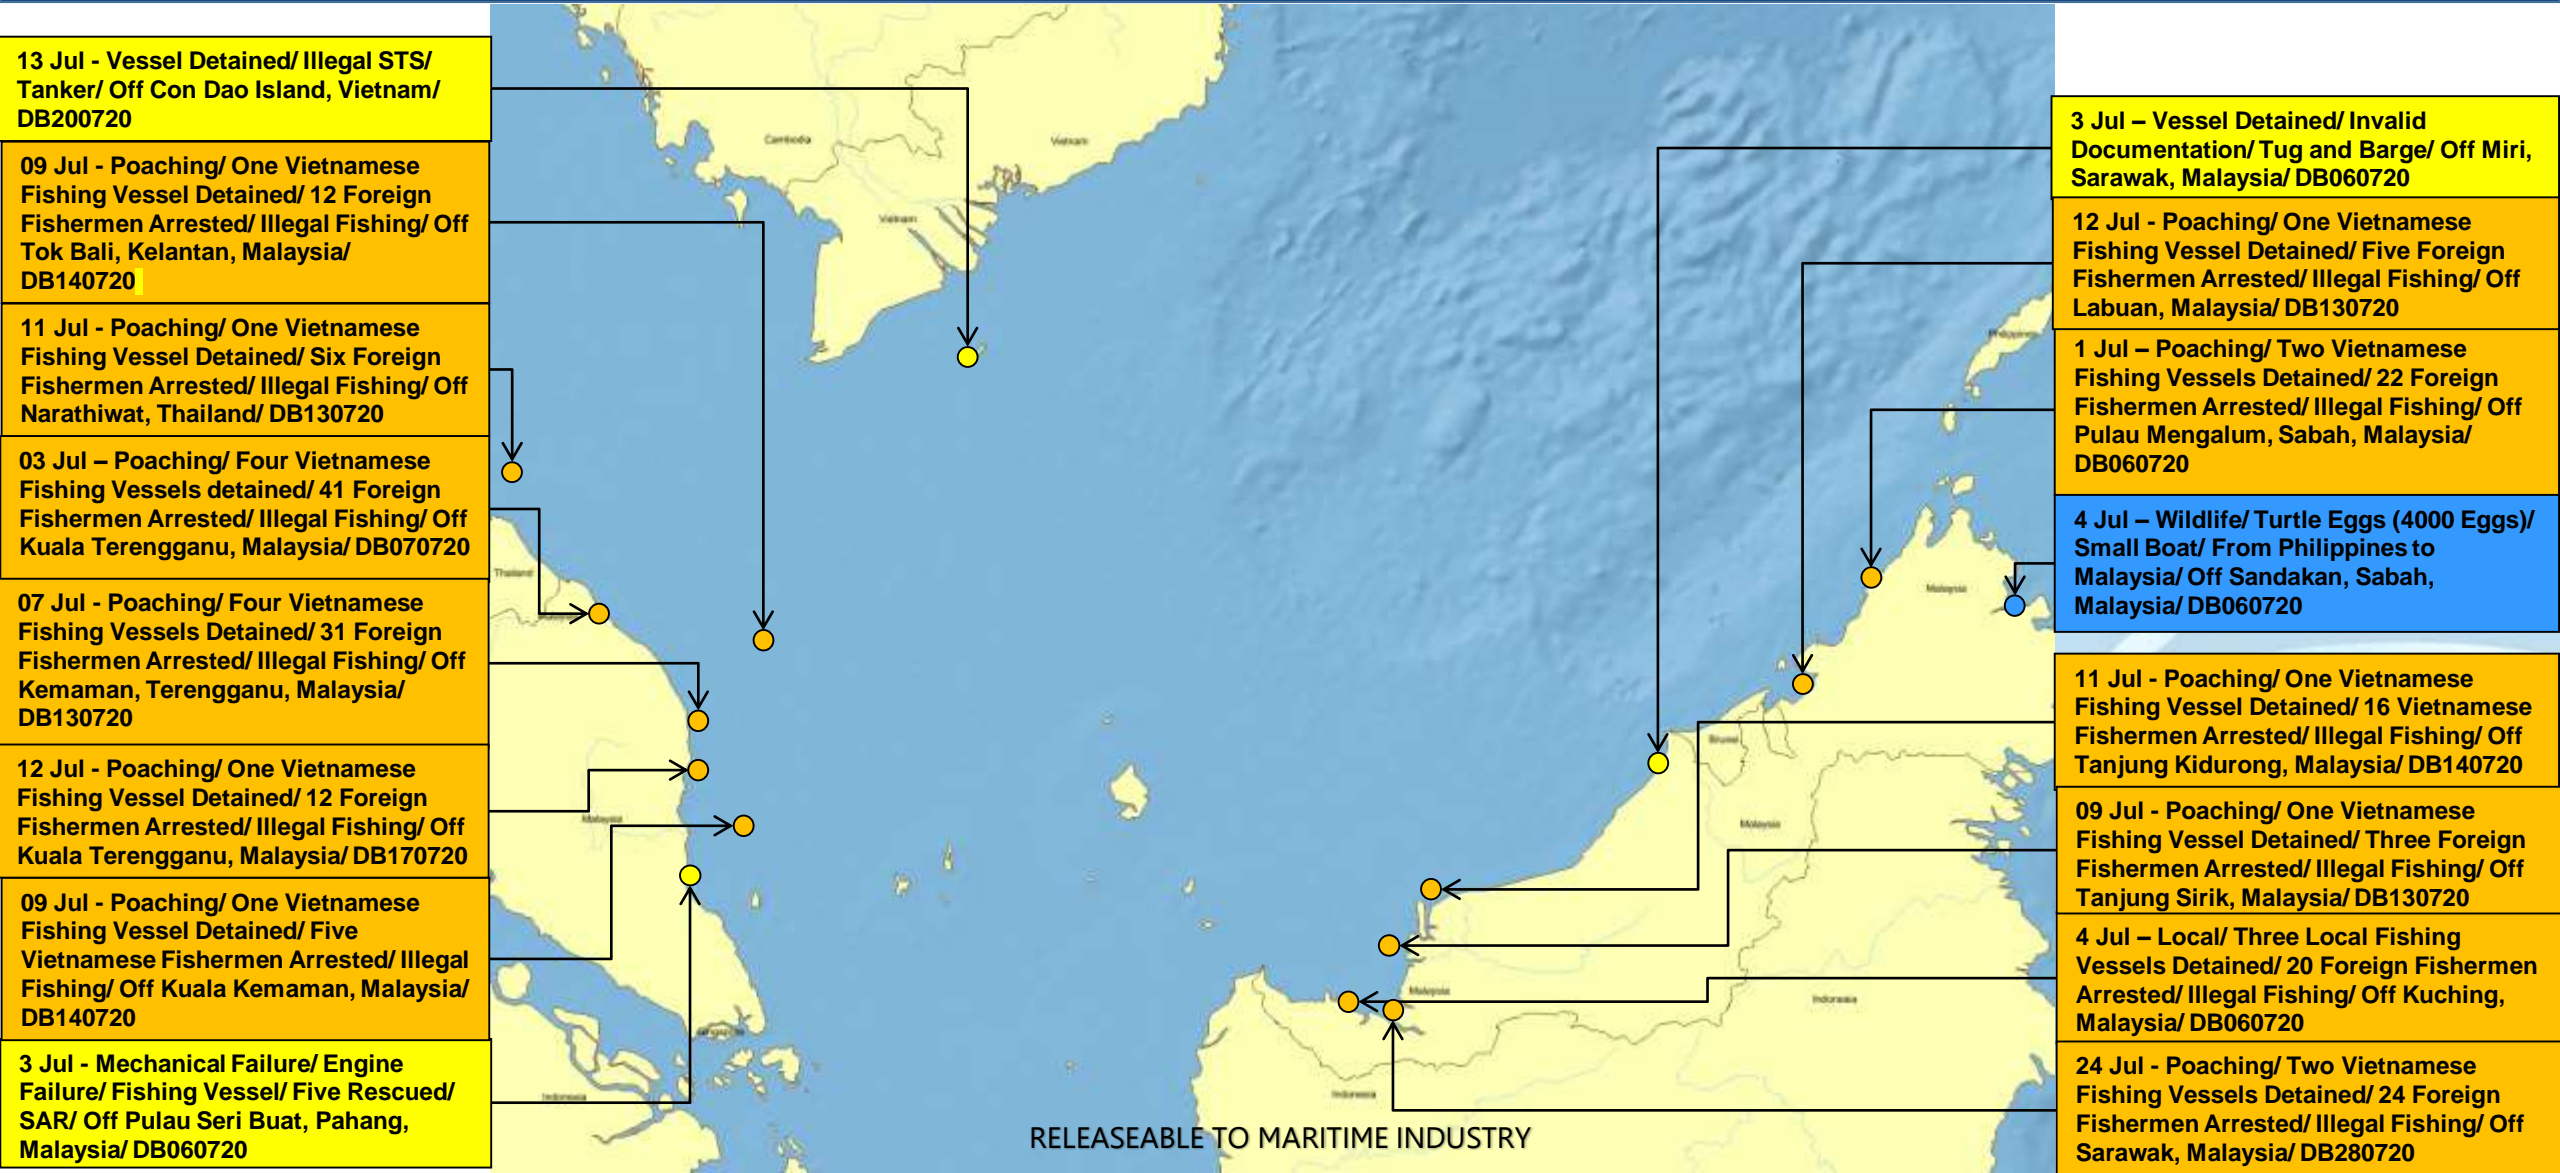 13 Jul - Vessel Detained/ Illegal STS/
Tanker/ Off Con Dao Island, Vietnam/
DB200720
09 Jul - Poaching/ One Vietnamese
Fishing Vessel Detained/ 12 Foreign
Fishermen Arrested/ Illegal Fishing/ Off
Tok Bali, Kelantan, Malaysia/
DB140720
11 Jul - Poaching/ One Vietnamese
Fishing Vessel Detained/ Six Foreign
Fishermen Arrested/ Illegal Fishing/ Off
Narathiwat, Thailand/ DB130720
03 Jul – Poaching/ Four Vietnamese
Fishing Vessels detained/ 41 Foreign
Fishermen Arrested/ Illegal Fishing/ Off
Kuala Terengganu, Malaysia/ DB070720
07 Jul - Poaching/ Four Vietnamese
Fishing Vessels Detained/ 31 Foreign
Fishermen Arrested/ Illegal Fishing/ Off
Kemaman, Terengganu, Malaysia/
DB130720
12 Jul - Poaching/ One Vietnamese
Fishing Vessel Detained/ 12 Foreign
Fishermen Arrested/ Illegal Fishing/ Off
Kuala Terengganu, Malaysia/ DB170720
09 Jul - Poaching/ One Vietnamese
Fishing Vessel Detained/ Five
Vietnamese Fishermen Arrested/ Illegal
Fishing/ Off Kuala Kemaman, Malaysia/
DB140720
3 Jul - Mechanical Failure/ Engine
Failure/ Fishing Vessel/ Five Rescued/
SAR/ Off Pulau Seri Buat, Pahang,
Malaysia/ DB060720
Cambodia
Vietnam
Vietnam
Thailand
Malaysia
Malaysia
Singapore
Indonesia
Philippines
Malaysia
Brunei
Malaysia
Malaysia
Indonesia
Indonesia
RELEASEABLE TO MARITIME INDUSTRY
3 Jul – Vessel Detained/ Invalid
Documentation/ Tug and Barge/ Off Miri,
Sarawak, Malaysia/ DB060720
12 Jul - Poaching/ One Vietnamese
Fishing Vessel Detained/ Five Foreign
Fishermen Arrested/ Illegal Fishing/ Off
Labuan, Malaysia/ DB130720
1 Jul – Poaching/ Two Vietnamese
Fishing Vessels Detained/ 22 Foreign
Fishermen Arrested/ Illegal Fishing/ Off
Pulau Mengalum, Sabah, Malaysia/
DB060720
4 Jul – Wildlife/ Turtle Eggs (4000 Eggs)/
Small Boat/ From Philippines to
Malaysia/ Off Sandakan, Sabah,
Malaysia/ DB060720
11 Jul - Poaching/ One Vietnamese
Fishing Vessel Detained/ 16 Vietnamese
Fishermen Arrested/ Illegal Fishing/ Off
Tanjung Kidurong, Malaysia/ DB140720
09 Jul - Poaching/ One Vietnamese
Fishing Vessel Detained/ Three Foreign
Fishermen Arrested/ Illegal Fishing/ Off
Tanjung Sirik, Malaysia/ DB130720
4 Jul – Local/ Three Local Fishing
Vessels Detained/ 20 Foreign Fishermen
Arrested/ Illegal Fishing/ Off Kuching,
Malaysia/ DB060720
24 Jul - Poaching/ Two Vietnamese
Fishing Vessels Detained/ 24 Foreign
Fishermen Arrested/ Illegal Fishing/ Off
Sarawak, Malaysia/ DB280720